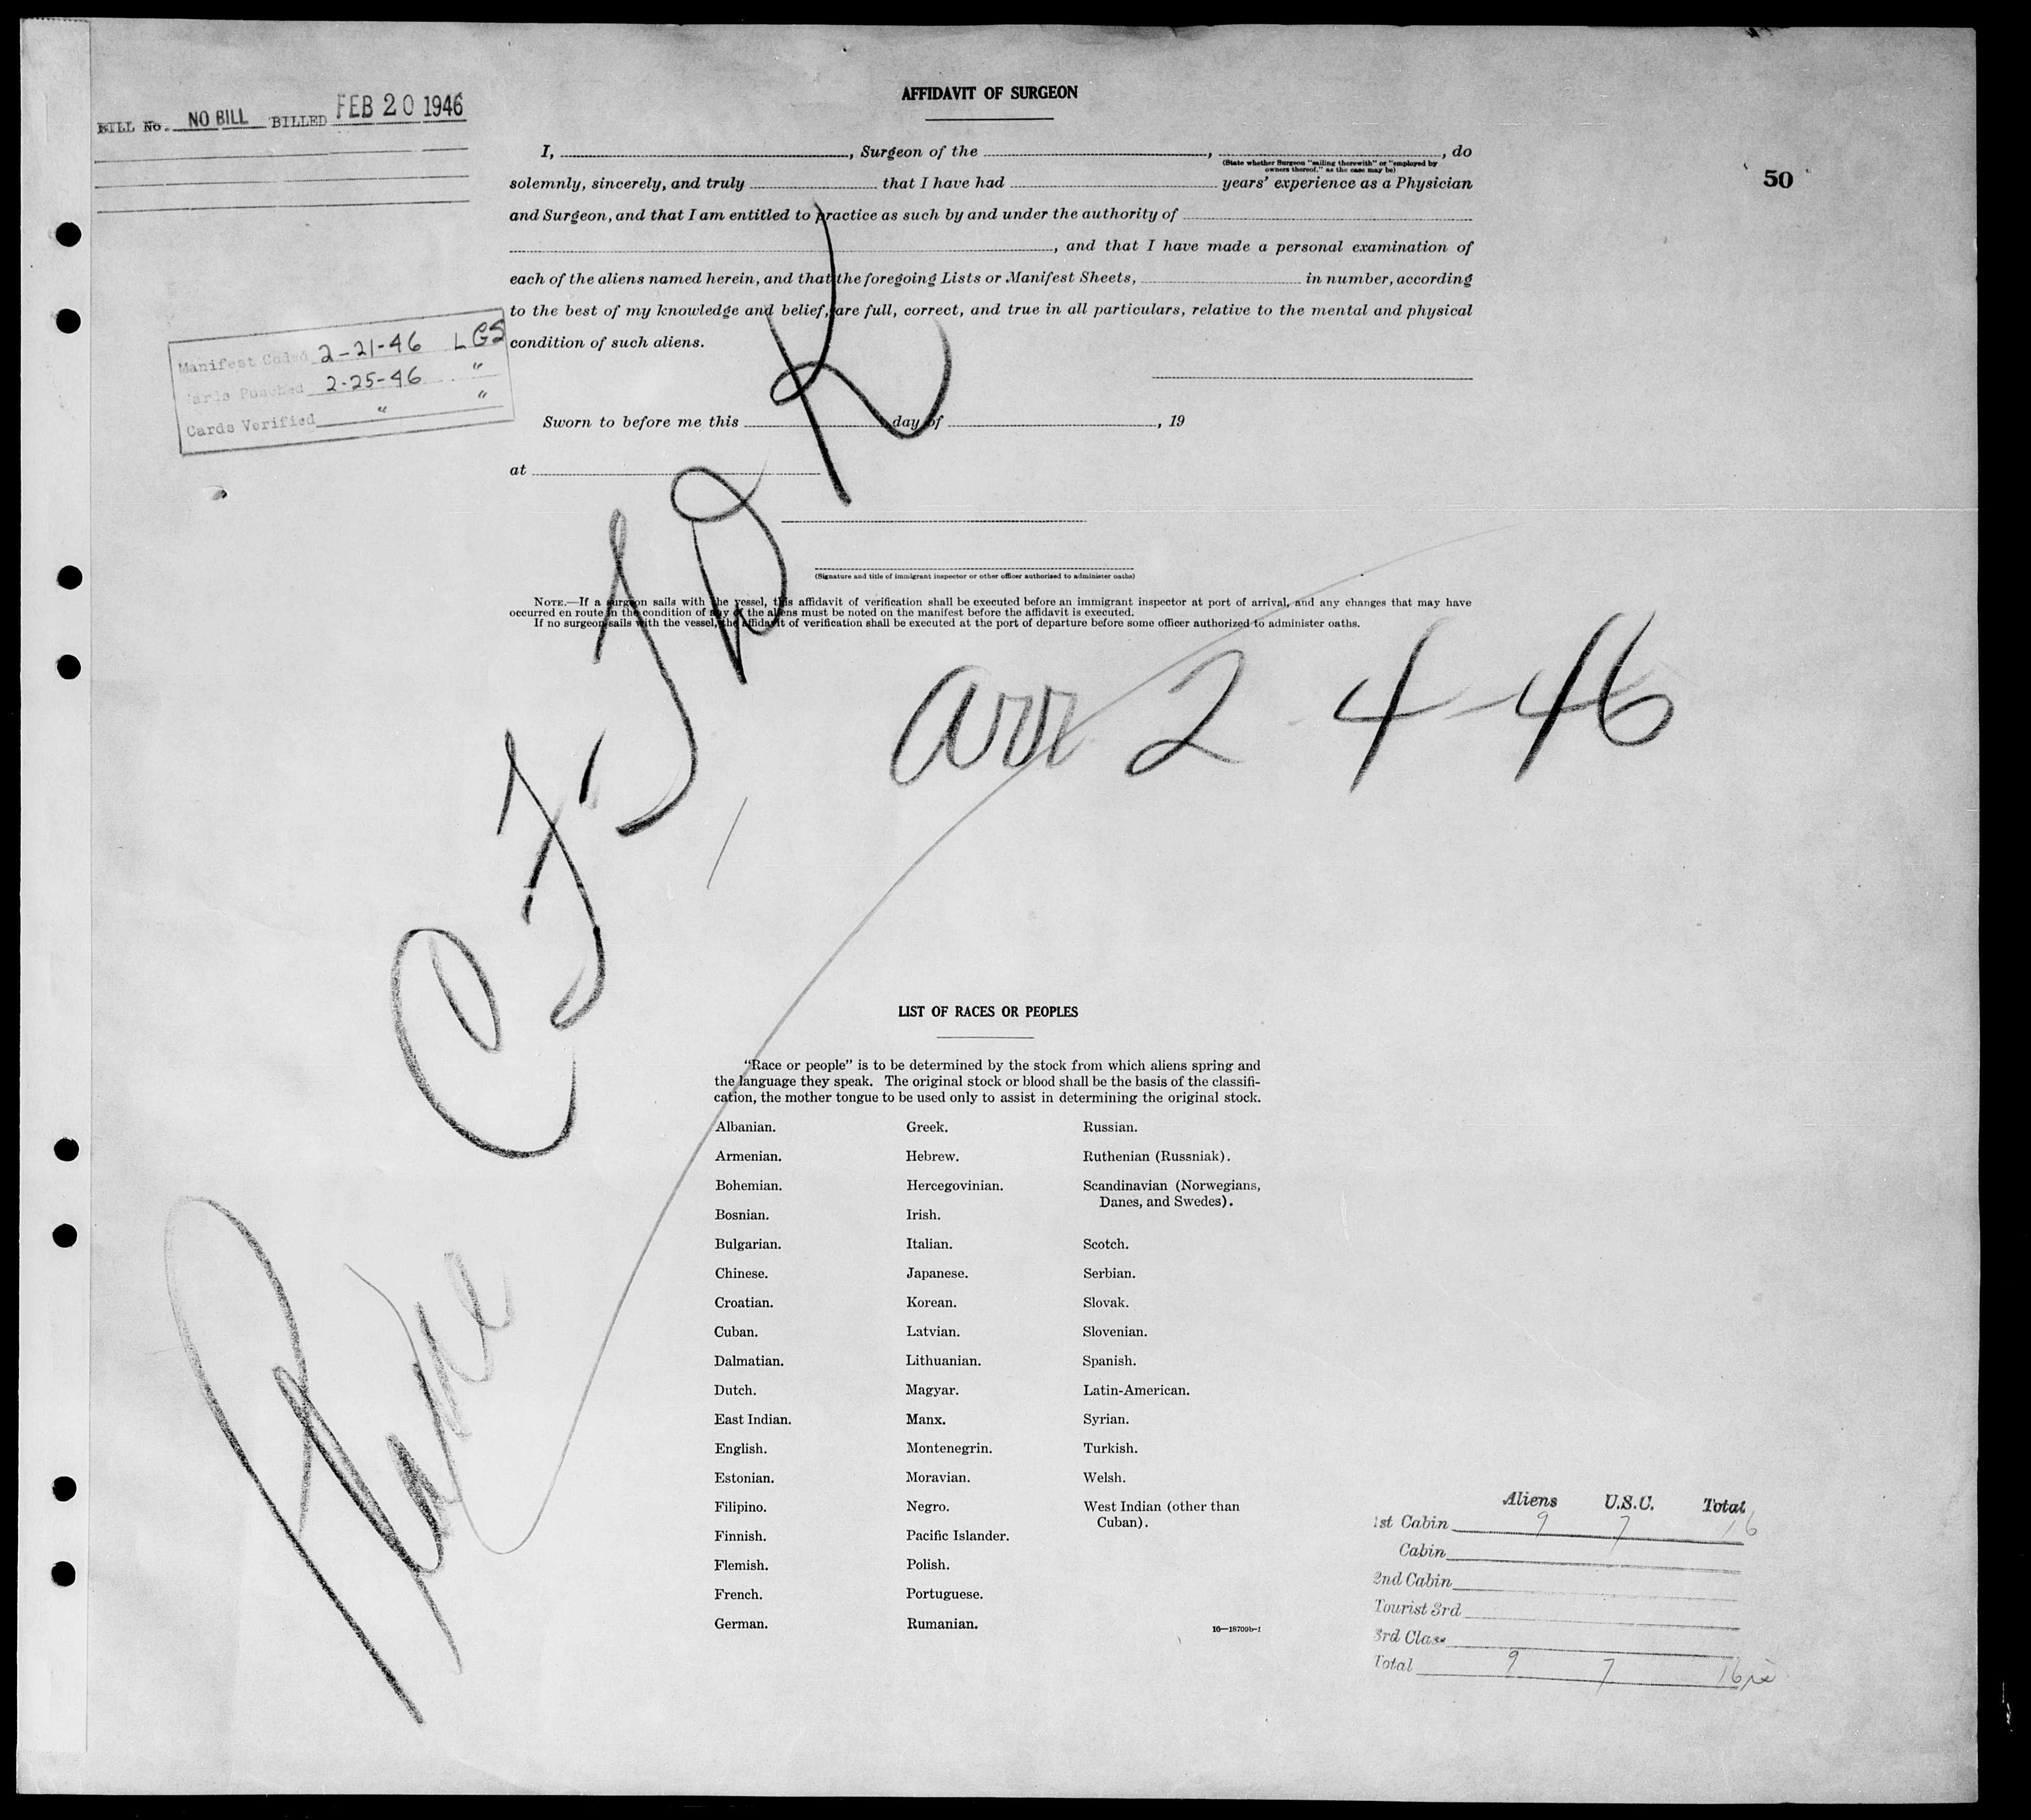 BILL No. NO BILL BILLED FEB 20 1946
AFFIDAVIT OF SURGEON
50
I, , Surgeon of the , , do
(State whether Surgeon "sailing therewith" or "employed by
owners thereof," as the case may be)
solemnly, sincerely, and truly that I have had years' experience as a Physician
and Surgeon, and that I am entitled to practice as such by and under the authority of
, and that I have made a personal examination of
each of the aliens named herein, and that the foregoing Lists or Manifest Sheets, in number, according
to the best of my knowledge and belief, are full, correct, and true in all particulars, relative to the mental and physical
condition of such aliens.
Manifest Coded 2-21-46 LGS
Cards Punched 2-25-46 "
Cards Verified " "
Sworn to before me this day of , 19
at
(Signature and title of immigrant inspector or other officer authorized to administer oaths)
NOTE.—If a surgeon sails with the vessel, this affidavit of verification shall be executed before an immigrant inspector at port of arrival, and any changes that may have
occurred en route in the condition of any of the aliens must be noted on the manifest before the affidavit is executed.
If no surgeon sails with the vessel, the affidavit of verification shall be executed at the port of departure before some officer authorized to administer oaths.
Plane CF-TDK
arr 2-4-46
LIST OF RACES OR PEOPLES
"Race or people" is to be determined by the stock from which aliens spring and
the language they speak. The original stock or blood shall be the basis of the classifi-
cation, the mother tongue to be used only to assist in determining the original stock.
Albanian. Greek. Russian.
Armenian. Hebrew. Ruthenian (Russniak).
Bohemian. Hercegovinian. Scandinavian (Norwegians,
Danes, and Swedes).
Bosnian. Irish.
Bulgarian. Italian. Scotch.
Chinese. Japanese. Serbian.
Croatian. Korean. Slovak.
Cuban. Latvian. Slovenian.
Dalmatian. Lithuanian. Spanish.
Dutch. Magyar. Latin-American.
East Indian. Manx. Syrian.
English. Montenegrin. Turkish.
Estonian. Moravian. Welsh.
Filipino. Negro. West Indian (other than
Cuban).
Finnish. Pacific Islander.
Flemish. Polish.
French. Portuguese.
German. Rumanian.
16—18709b-1
Aliens U.S.C. Total
1st Cabin 9 7 16
Cabin
2nd Cabin
Tourist 3rd
3rd Class
Total 9 7 16